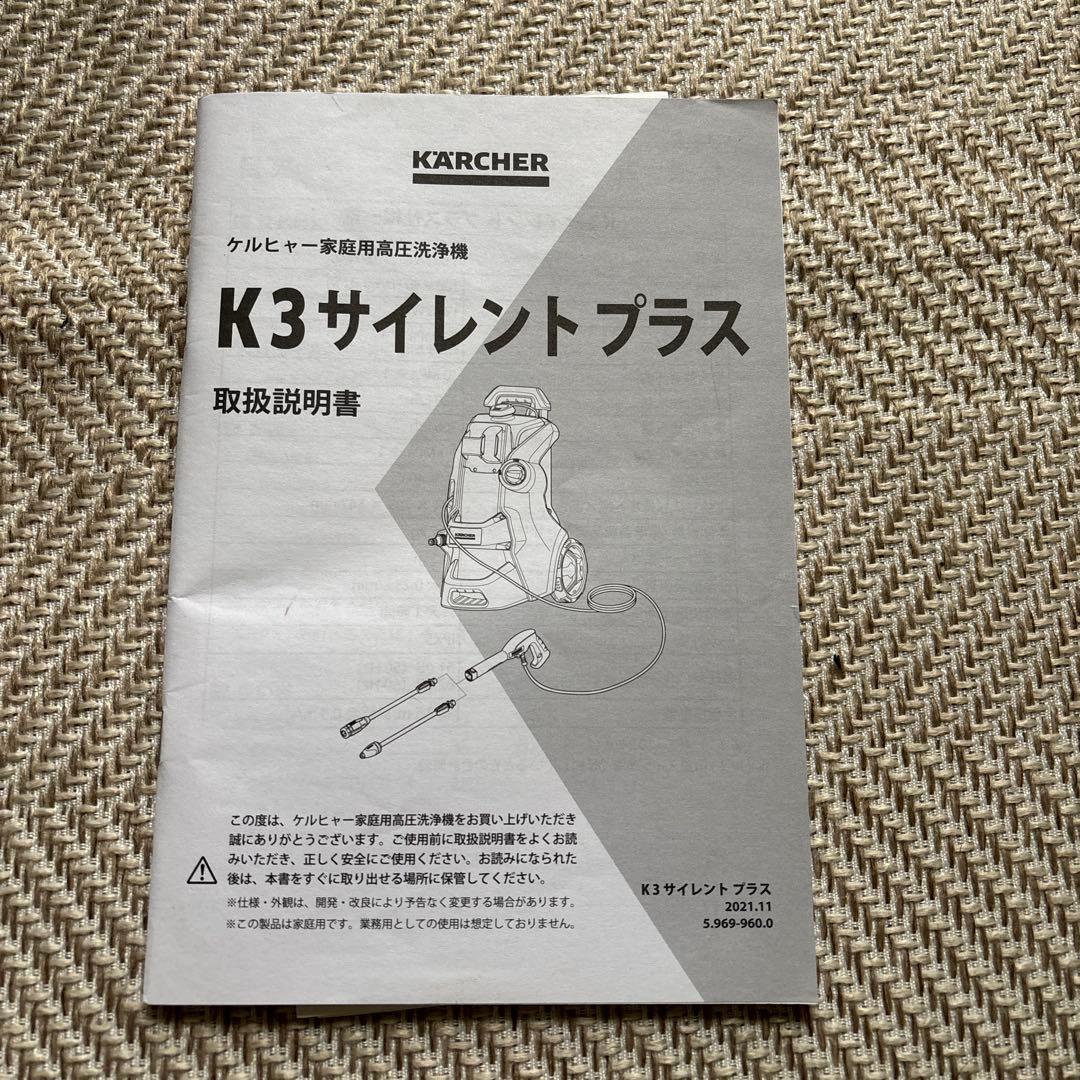 KÄRCHER
ケルヒャー家庭用高圧洗浄機
K3サイレント プラス
取扱説明書
KÄRCHER
この度は、ケルヒャー家庭用高圧洗浄機をお買い上げいただき
誠にありがとうございます。ご使用前に取扱説明書をよくお読
みいただき、正しく安全にご使用ください。お読みになられた
後は、本書をすぐに取り出せる場所に保管してください。
※仕様・外観は、開発・改良により予告なく変更する場合があります。
※この製品は家庭用です。業務用としての使用は想定しておりません。
K3サイレント プラス
2021.11
5.969-960.0